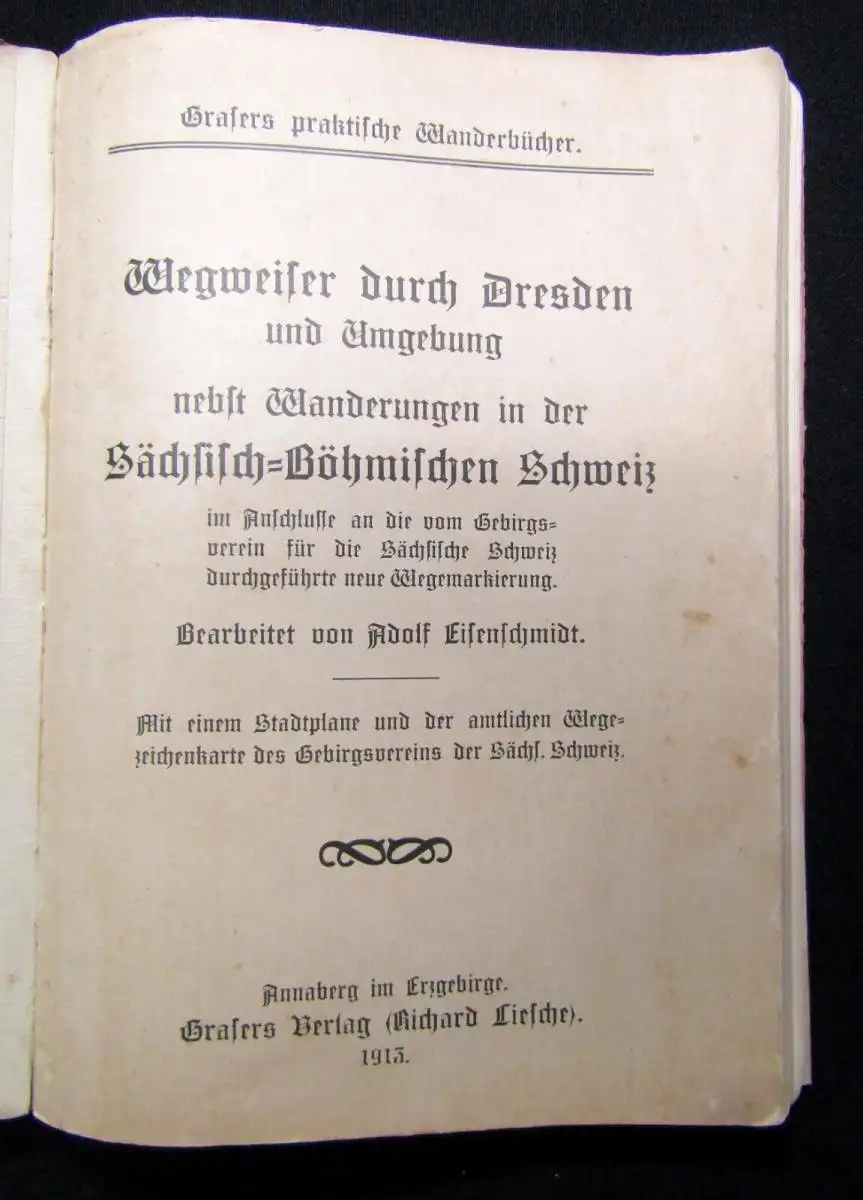 Graſers praktiſche Wanderbücher.
Wegweiſer durch Dresden
und Umgebung
nebſt Wanderungen in der
Sächſiſch=Böhmiſchen Schweiz
im Anſchluſſe an die vom Gebirgs=
verein für die Sächſiſche Schweiz
durchgeführte neue Wegemarkierung.
Bearbeitet von Adolf Eiſenſchmidt.
Mit einem Stadtplane und der amtlichen Wege=
zeichenkarte des Gebirgsvereins der Sächſ. Schweiz.
Annaberg im Erzgebirge.
Graſers Verlag (Richard Lieſche).
1913.